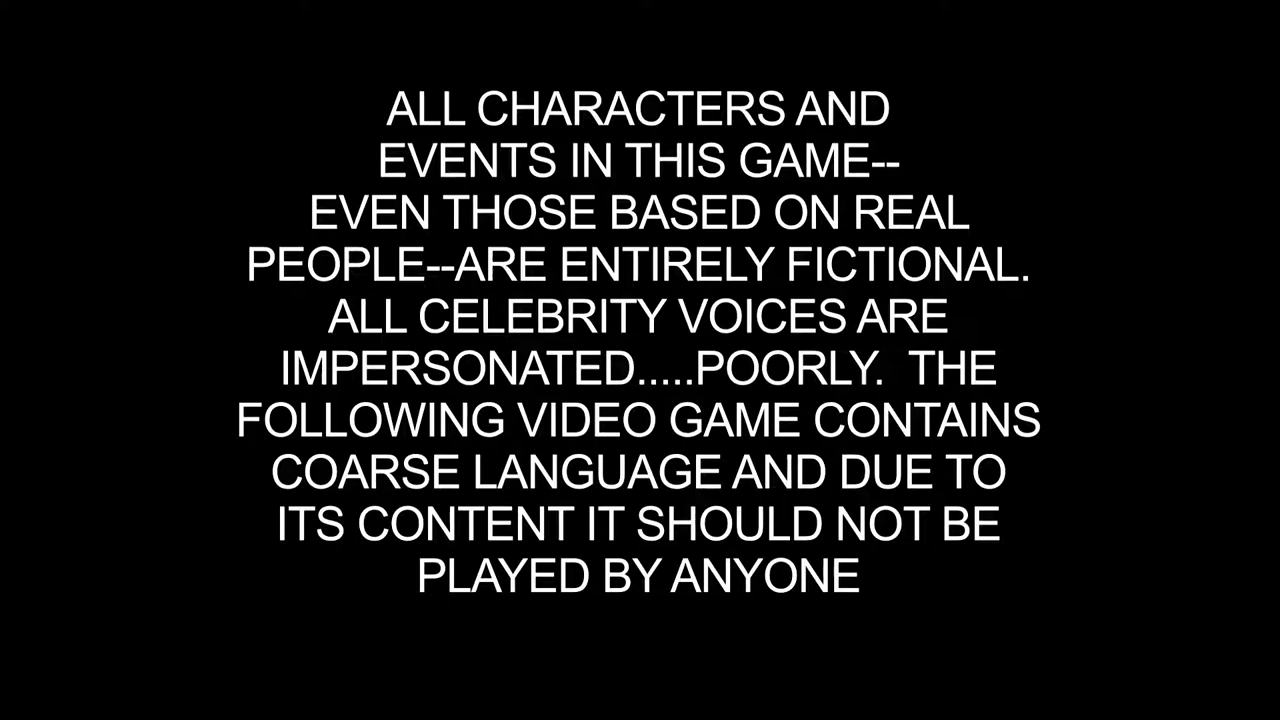 ALL CHARACTERS AND
EVENTS IN THIS GAME--
EVEN THOSE BASED ON REAL
PEOPLE--ARE ENTIRELY FICTIONAL.
ALL CELEBRITY VOICES ARE
IMPERSONATED.....POORLY.  THE
FOLLOWING VIDEO GAME CONTAINS
COARSE LANGUAGE AND DUE TO
ITS CONTENT IT SHOULD NOT BE
PLAYED BY ANYONE